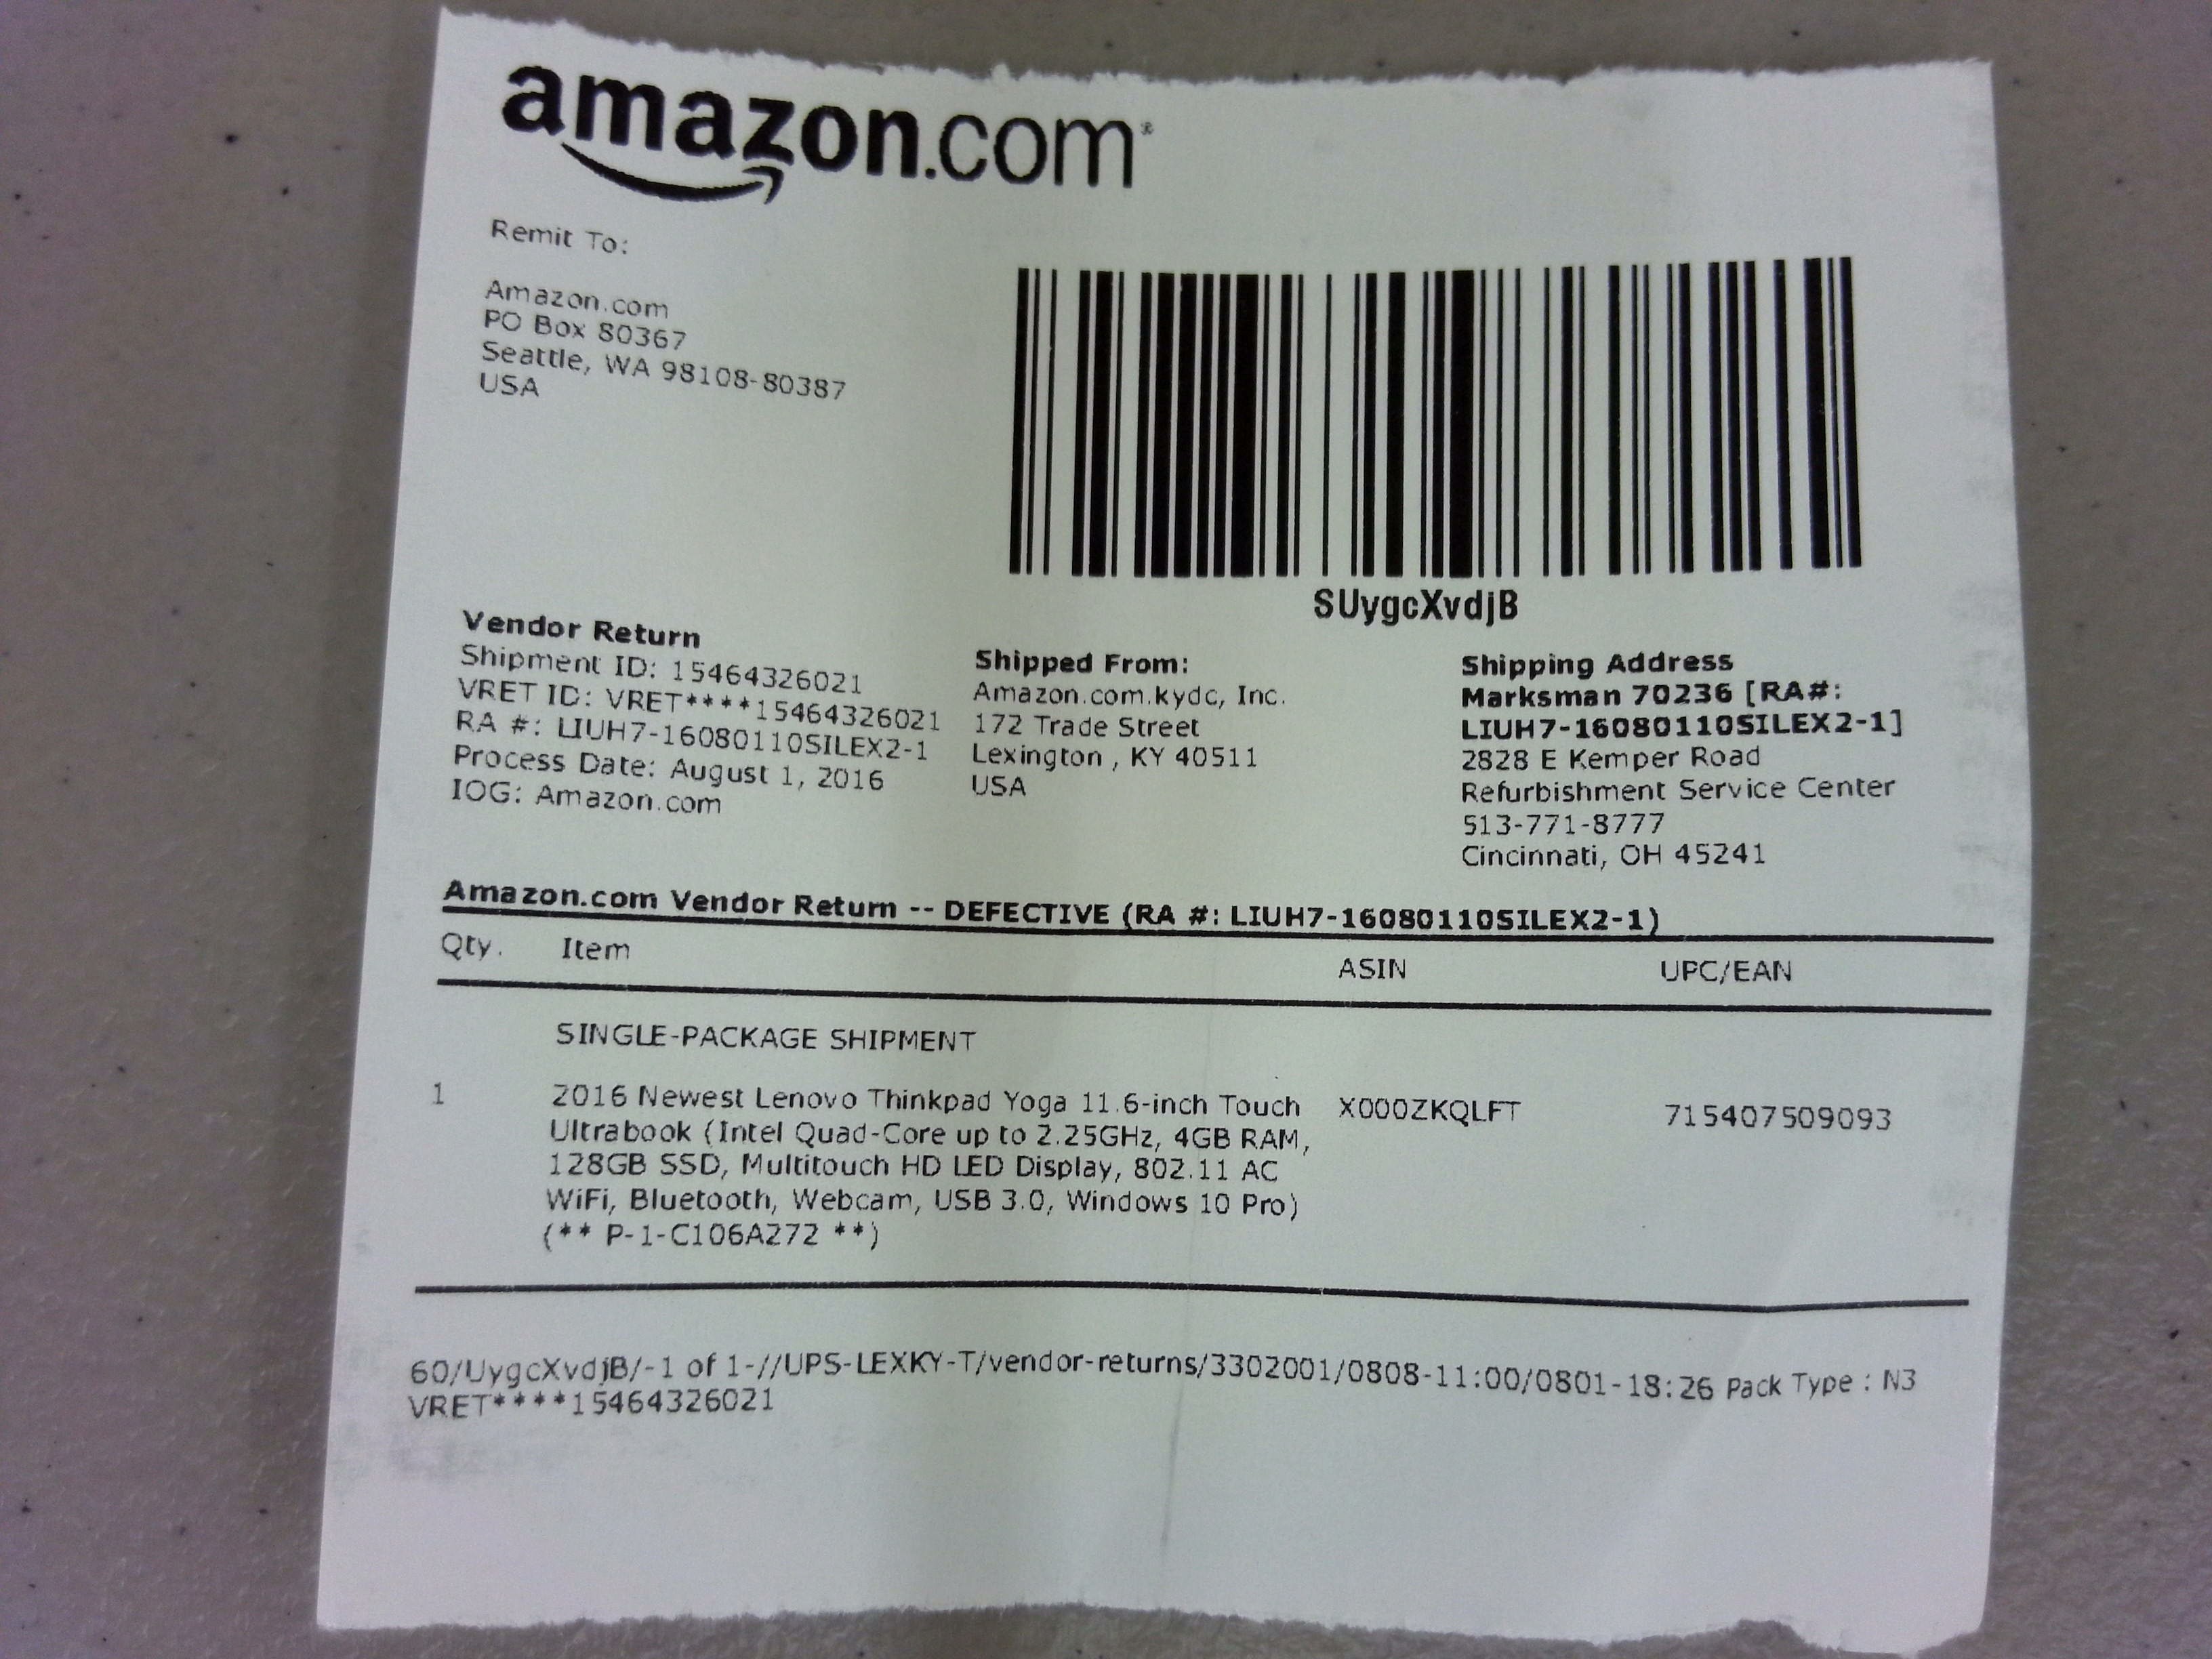 amazon.com
Remit To:
Amazon.com
PO Box 80367
Seattle, WA 98108-80387
USA
SUygcXvdjB
Vendor Return
Shipment ID: 15464326021
VRET ID: VRET****15464326021
RA #: LIUH7-16080110SILEX2-1
Process Date: August 1, 2016
IOG: Amazon.com
Shipped From:
Amazon.com.kydc, Inc.
172 Trade Street
Lexington , KY 40511
USA
Shipping Address
Marksman 70236 [RA#:
LIUH7-16080110SILEX2-1]
2828 E Kemper Road
Refurbishment Service Center
513-771-8777
Cincinnati, OH 45241
Amazon.com Vendor Return -- DEFECTIVE (RA #: LIUH7-16080110SILEX2-1)
Qty. Item ASIN UPC/EAN
SINGLE-PACKAGE SHIPMENT
1 2016 Newest Lenovo Thinkpad Yoga 11.6-inch Touch X000ZKQLFT 715407509093
Ultrabook (Intel Quad-Core up to 2.25GHz, 4GB RAM,
128GB SSD, Multitouch HD LED Display, 802.11 AC
WiFi, Bluetooth, Webcam, USB 3.0, Windows 10 Pro)
(** P-1-C106A272 **)
60/UygcXvdjB/-1 of 1-//UPS-LEXKY-T/vendor-returns/3302001/0808-11:00/0801-18:26 Pack Type : N3
VRET****15464326021